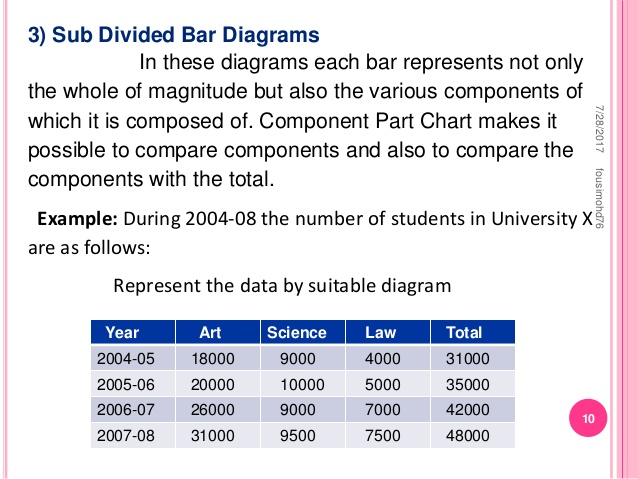 3) Sub Divided Bar Diagrams
In these diagrams each bar represents not only
the whole of magnitude but also the various components of
which it is composed of. Component Part Chart makes it
possible to compare components and also to compare the
components with the total.
Example: During 2004-08 the number of students in University X
are as follows:
Represent the data by suitable diagram
Year Art Science Law Total
2004-05 18000 9000 4000 31000
2005-06 20000 10000 5000 35000
2006-07 26000 9000 7000 42000
2007-08 31000 9500 7500 48000
7/28/2017 fousimohd76
10